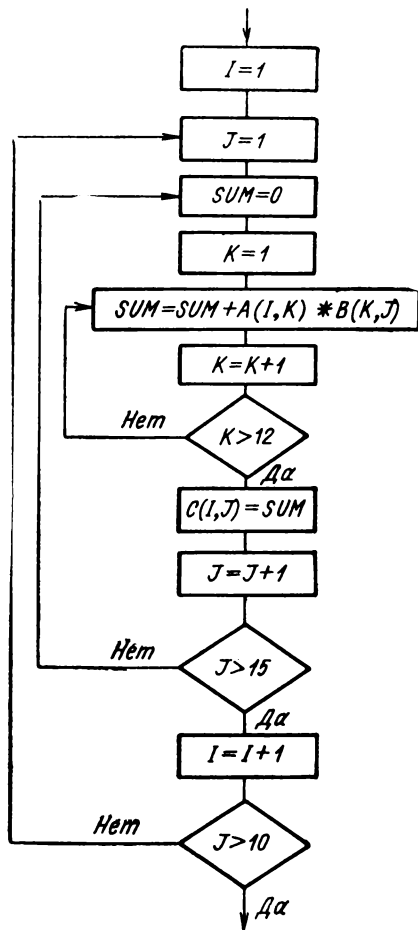 I=1
J=1
SUM=0
K=1
SUM=SUM+A(I,K)*B(K,J)
K=K+1
Нет
K>12
Да
C(I,J)=SUM
J=J+1
Нет
J>15
Да
I=I+1
Нет
J>10
Да